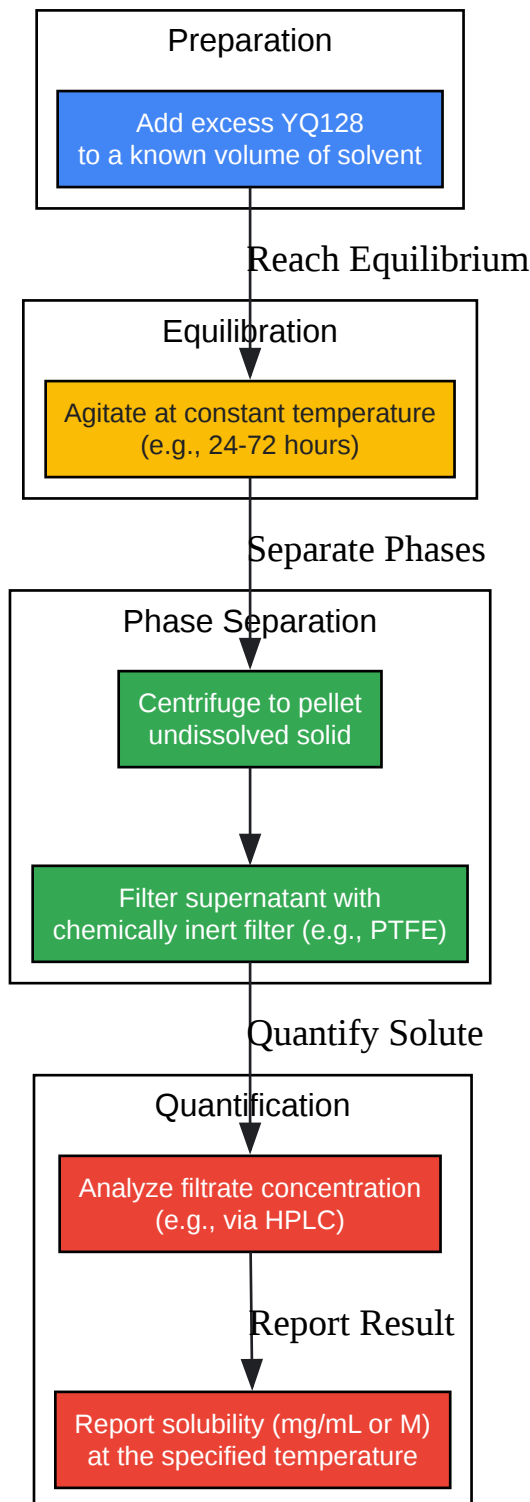 Preparation
Add excess YQ128
to a known volume of solvent
Reach Equilibrium
Equilibration
Agitate at constant temperature
(e.g., 24-72 hours)
Separate Phases
Phase Separation
Centrifuge to pellet
undissolved solid
Filter supernatant with
chemically inert filter (e.g., PTFE)
Quantify Solute
Quantification
Analyze filtrate concentration
(e.g., via HPLC)
Report Result
Report solubility (mg/mL or M)
at the specified temperature